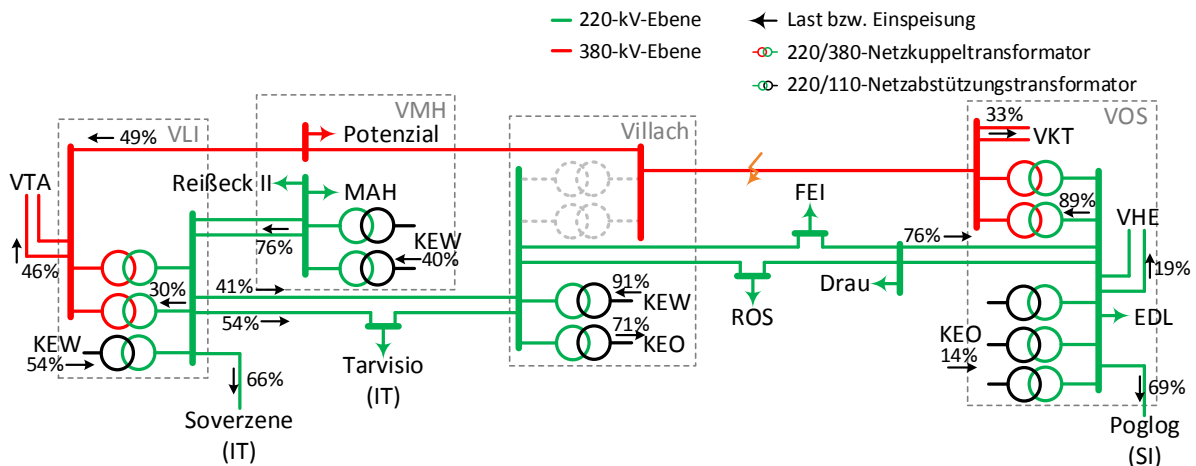 220-kV-Ebene
380-kV-Ebene
Last bzw. Einspeisung
220/380-Netzkuppeltransformator
220/110-Netzabstützungstransformator
VLI
VMH
Villach
VOS
49%
Potenzial
33%
VKT
VTA
Reißeck II
MAH
FEI
89%
VHE
76%
KEW
40%
76%
46%
30%
41%
91%
KEW
Drau
19%
54%
71%
KEO
ROS
EDL
KEW
54%
KEO
14%
Tarvisio
(IT)
66%
69%
Soverzene
(IT)
Poglog
(SI)